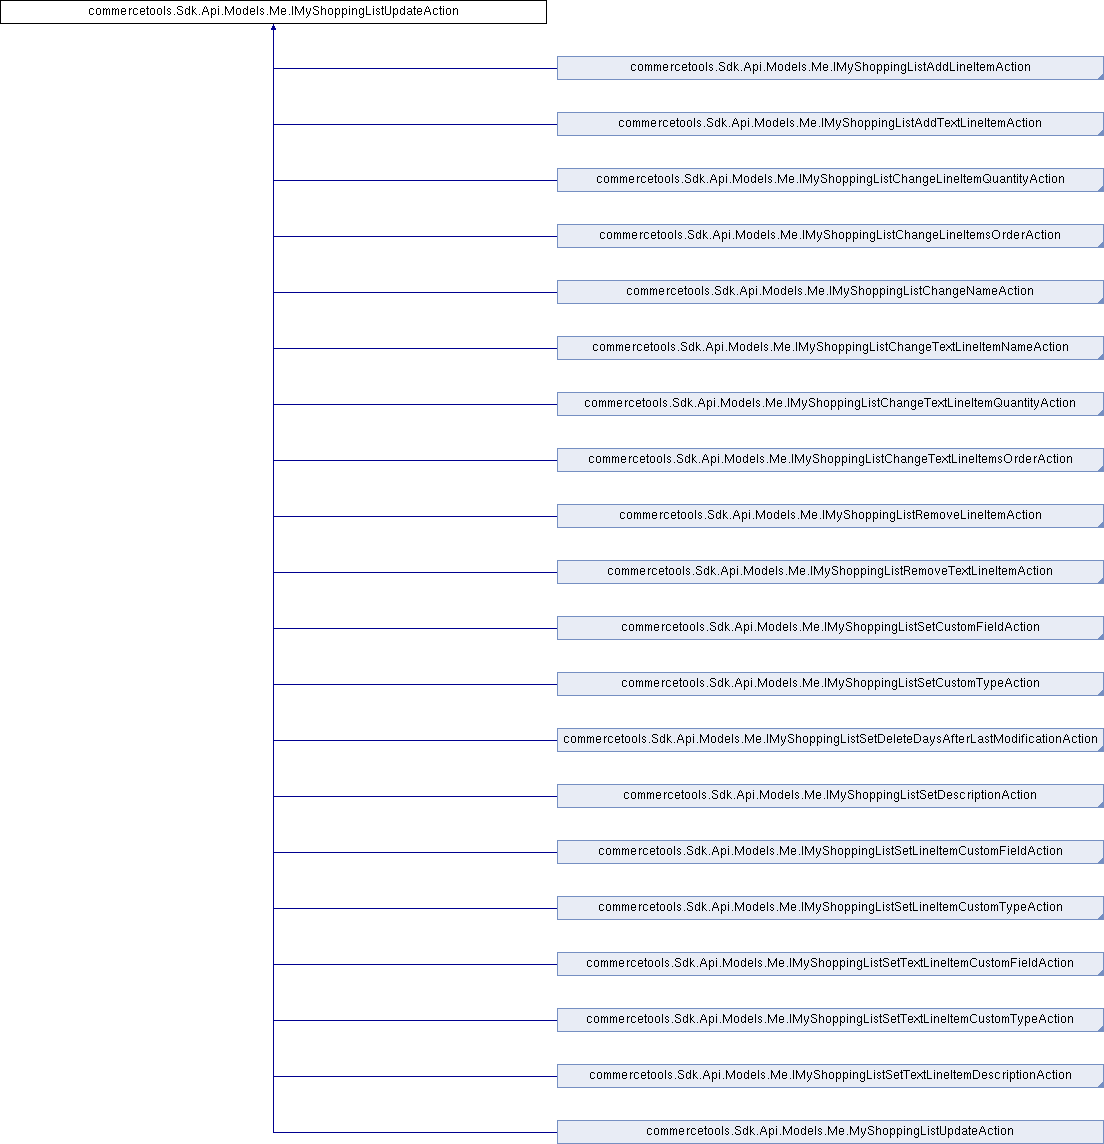 commercetools.Sdk.Api.Models.Me.IMyShoppingListUpdateAction
commercetools.Sdk.Api.Models.Me.IMyShoppingListAddLineItemAction
commercetools.Sdk.Api.Models.Me.IMyShoppingListAddTextLineItemAction
commercetools.Sdk.Api.Models.Me.IMyShoppingListChangeLineItemQuantityAction
commercetools.Sdk.Api.Models.Me.IMyShoppingListChangeLineItemsOrderAction
commercetools.Sdk.Api.Models.Me.IMyShoppingListChangeNameAction
commercetools.Sdk.Api.Models.Me.IMyShoppingListChangeTextLineItemNameAction
commercetools.Sdk.Api.Models.Me.IMyShoppingListChangeTextLineItemQuantityAction
commercetools.Sdk.Api.Models.Me.IMyShoppingListChangeTextLineItemsOrderAction
commercetools.Sdk.Api.Models.Me.IMyShoppingListRemoveLineItemAction
commercetools.Sdk.Api.Models.Me.IMyShoppingListRemoveTextLineItemAction
commercetools.Sdk.Api.Models.Me.IMyShoppingListSetCustomFieldAction
commercetools.Sdk.Api.Models.Me.IMyShoppingListSetCustomTypeAction
commercetools.Sdk.Api.Models.Me.IMyShoppingListSetDeleteDaysAfterLastModificationAction
commercetools.Sdk.Api.Models.Me.IMyShoppingListSetDescriptionAction
commercetools.Sdk.Api.Models.Me.IMyShoppingListSetLineItemCustomFieldAction
commercetools.Sdk.Api.Models.Me.IMyShoppingListSetLineItemCustomTypeAction
commercetools.Sdk.Api.Models.Me.IMyShoppingListSetTextLineItemCustomFieldAction
commercetools.Sdk.Api.Models.Me.IMyShoppingListSetTextLineItemCustomTypeAction
commercetools.Sdk.Api.Models.Me.IMyShoppingListSetTextLineItemDescriptionAction
commercetools.Sdk.Api.Models.Me.MyShoppingListUpdateAction